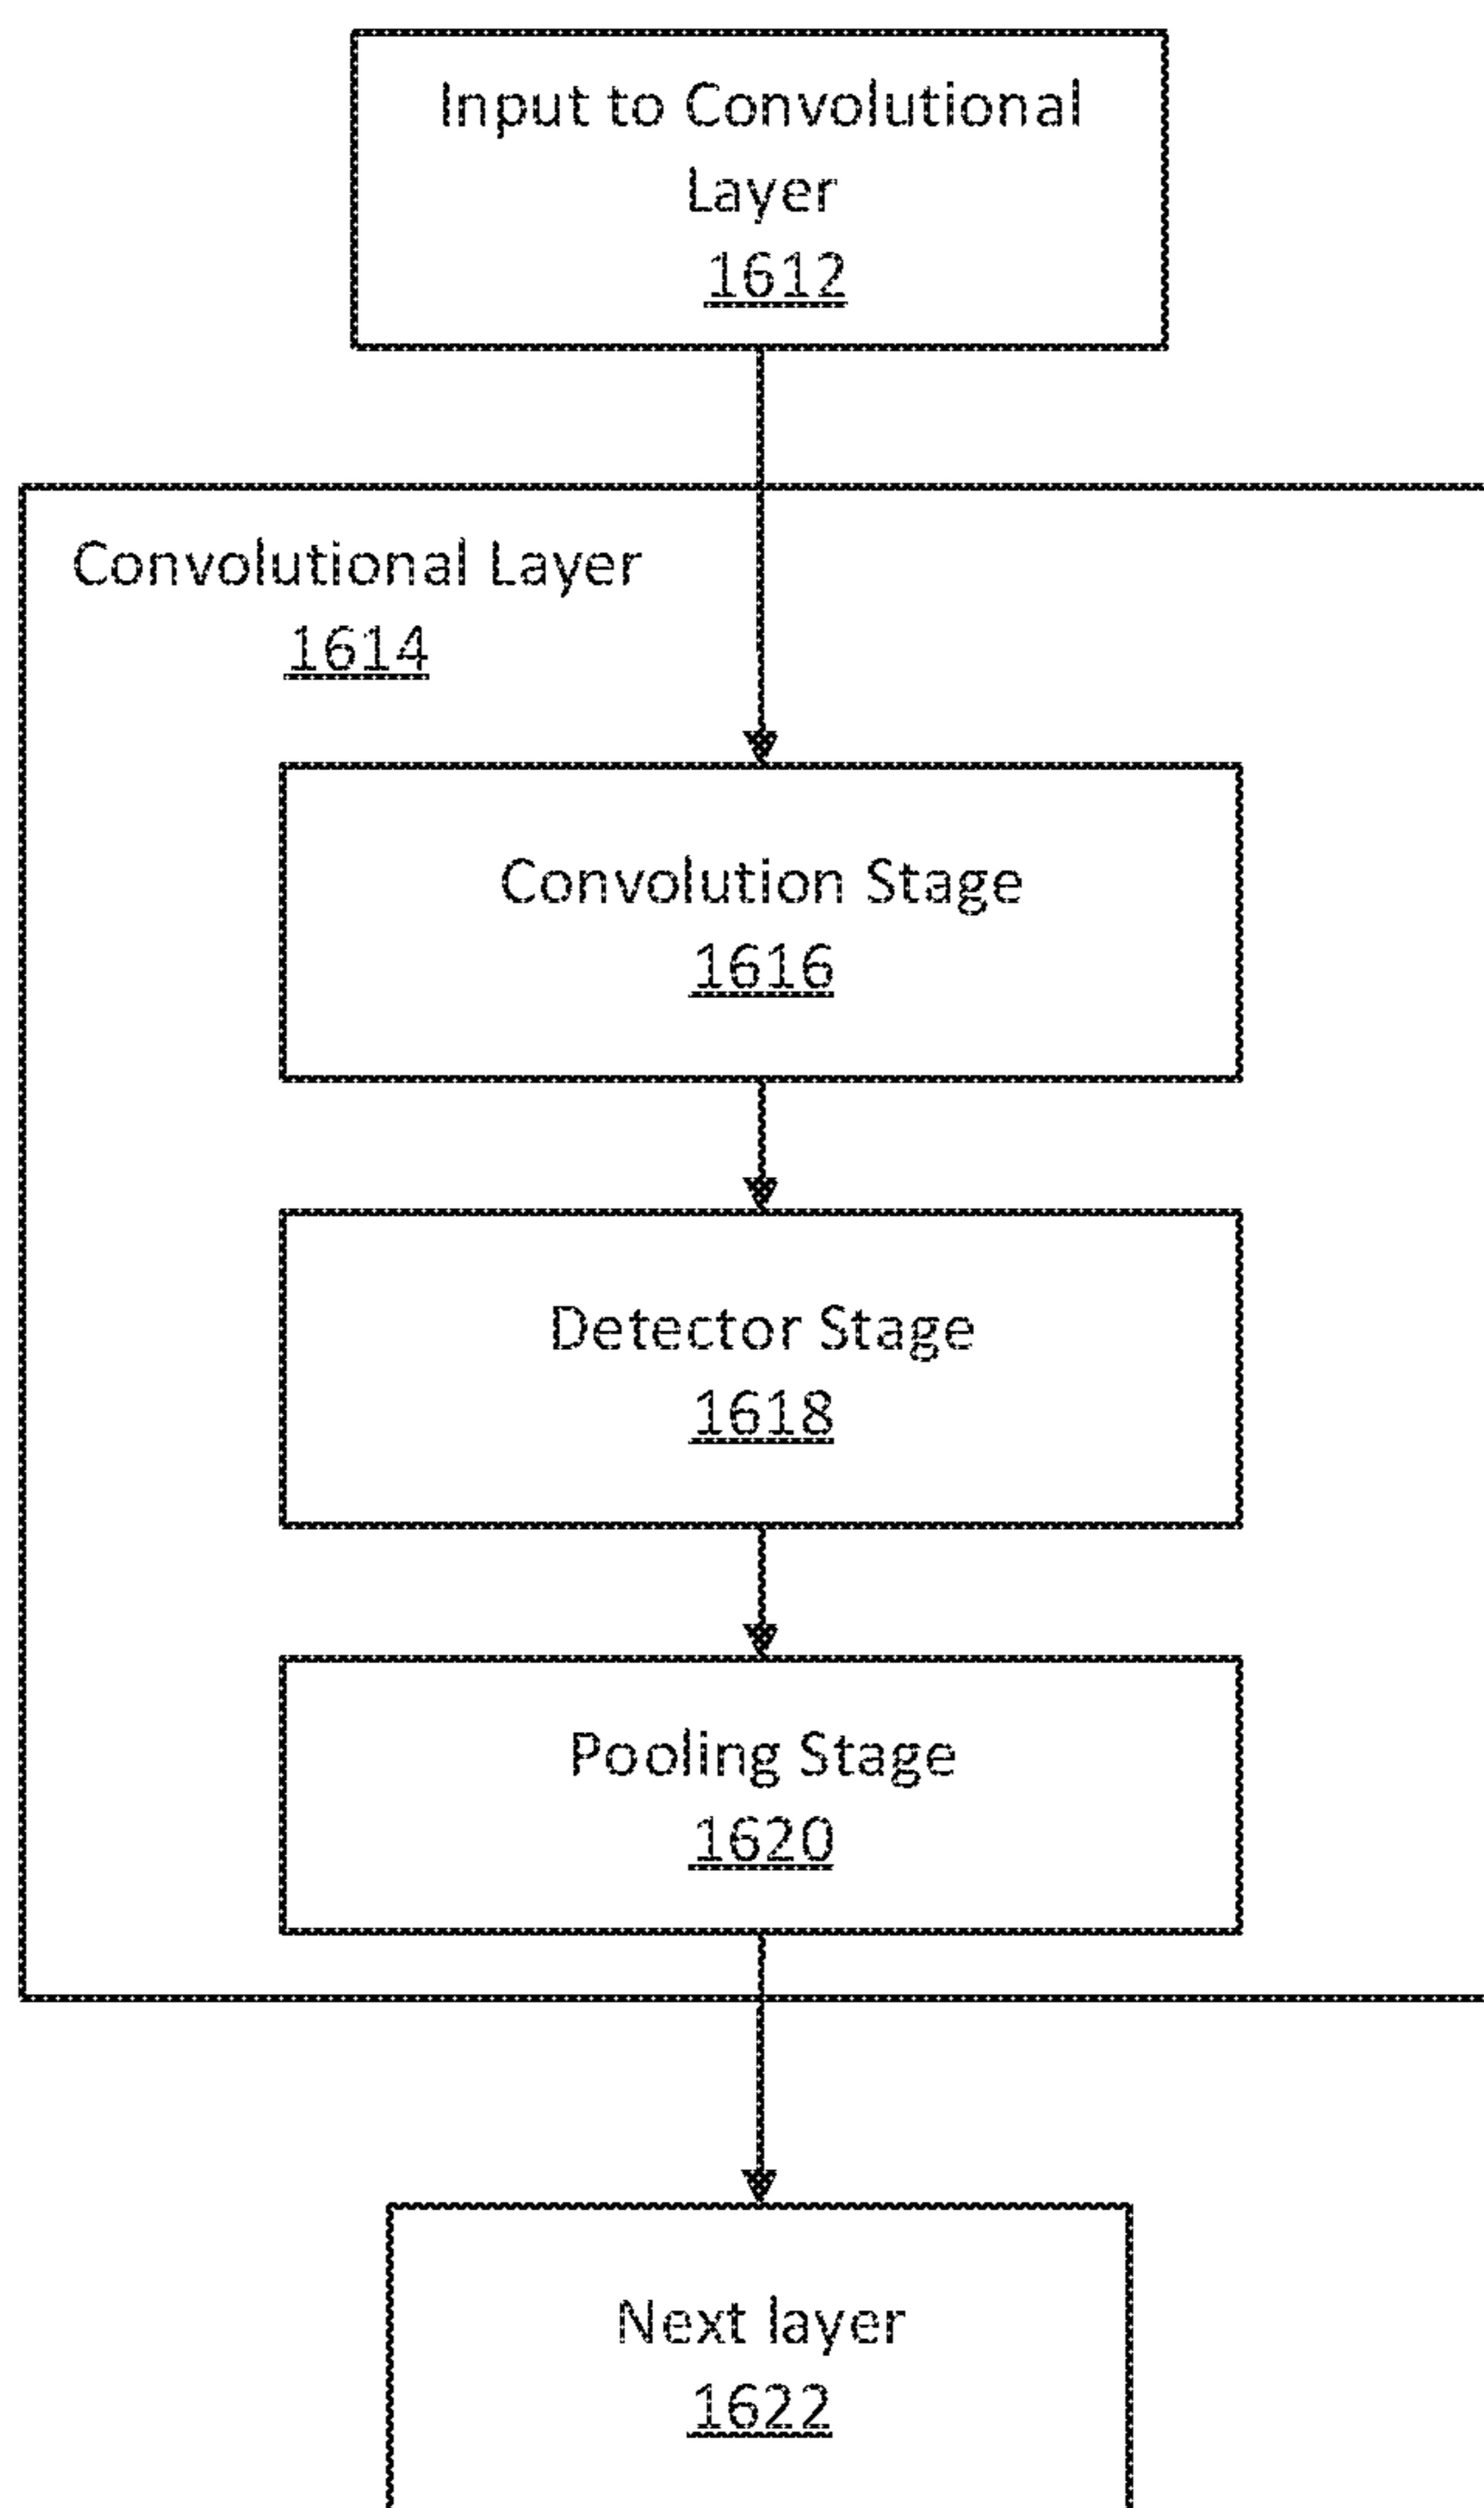 Input to Convolutional
Layer
1612
Convolutional Layer
1614
Convolution Stage
1616
Detector Stage
1618
Pooling Stage
1620
Next layer
1622